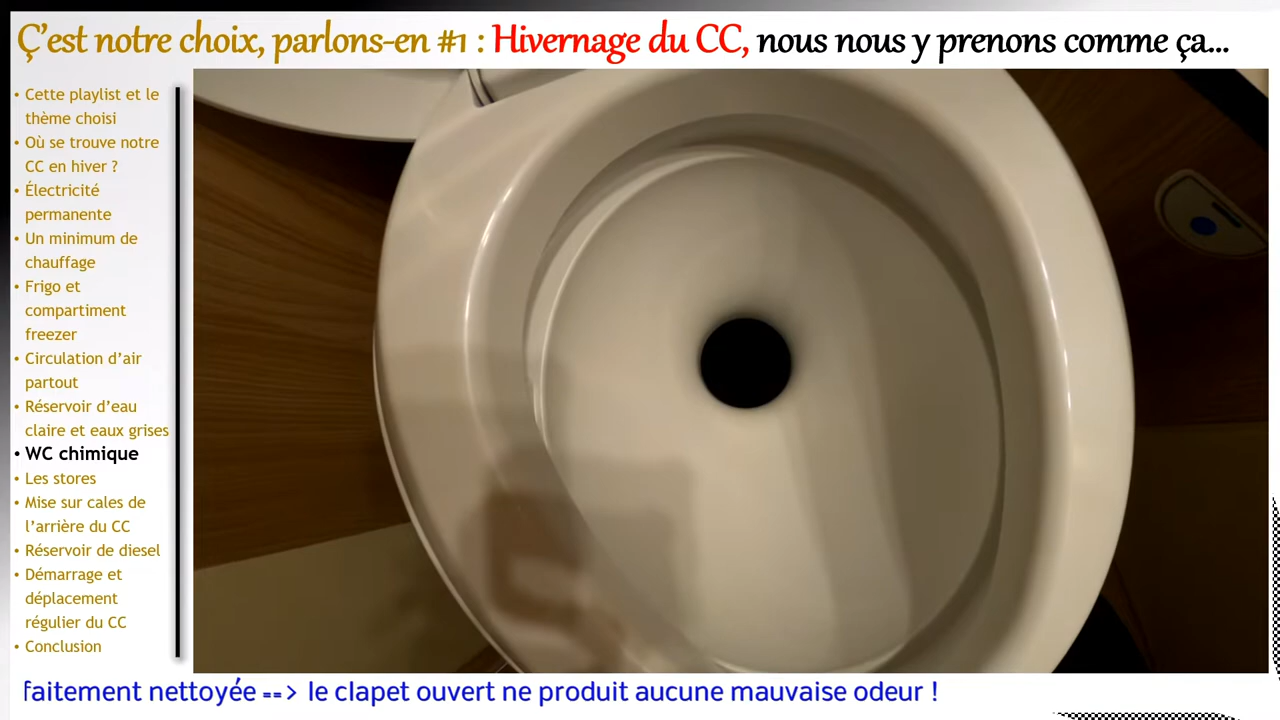 Ç'est notre choix, parlons-en #1 : Hivernage du CC, nous nous y prenons comme ça...
• Cette playlist et le
thème choisi
• Où se trouve notre
CC en hiver ?
• Électricité
permanente
• Un minimum de
chauffage
• Frigo et
compartiment
freezer
• Circulation d'air
partout
• Réservoir d'eau
claire et eaux grises
• WC chimique
• Les stores
• Mise sur cales de
l'arrière du CC
• Réservoir de diesel
• Démarrage et
déplacement
régulier du CC
• Conclusion
faitement nettoyée ==> le clapet ouvert ne produit aucune mauvaise odeur !